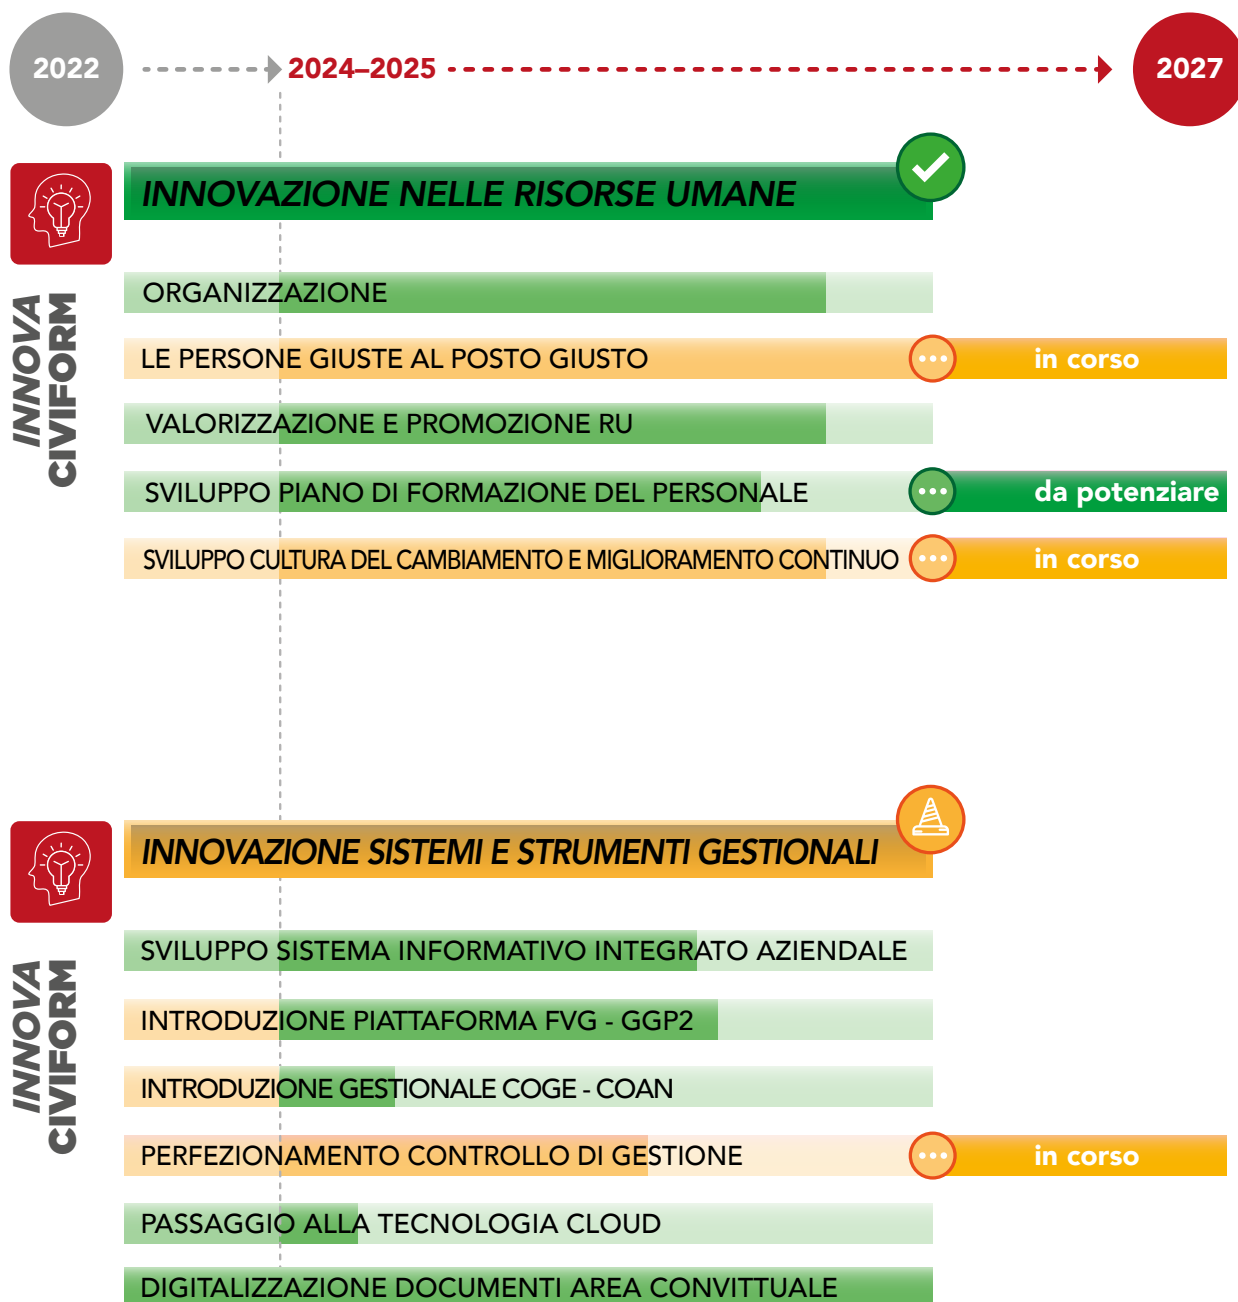 2022
2024–2025
2027
INNOVAZIONE NELLE RISORSE UMANE
INNOVA
CIVIFORM
ORGANIZZAZIONE
LE PERSONE GIUSTE AL POSTO GIUSTO
in corso
VALORIZZAZIONE E PROMOZIONE RU
SVILUPPO PIANO DI FORMAZIONE DEL PERSONALE
da potenziare
SVILUPPO CULTURA DEL CAMBIAMENTO E MIGLIORAMENTO CONTINUO
in corso
INNOVAZIONE SISTEMI E STRUMENTI GESTIONALI
INNOVA
CIVIFORM
SVILUPPO SISTEMA INFORMATIVO INTEGRATO AZIENDALE
INTRODUZIONE PIATTAFORMA FVG - GGP2
INTRODUZIONE GESTIONALE COGE - COAN
PERFEZIONAMENTO CONTROLLO DI GESTIONE
in corso
PASSAGGIO ALLA TECNOLOGIA CLOUD
DIGITALIZZAZIONE DOCUMENTI AREA CONVITTUALE